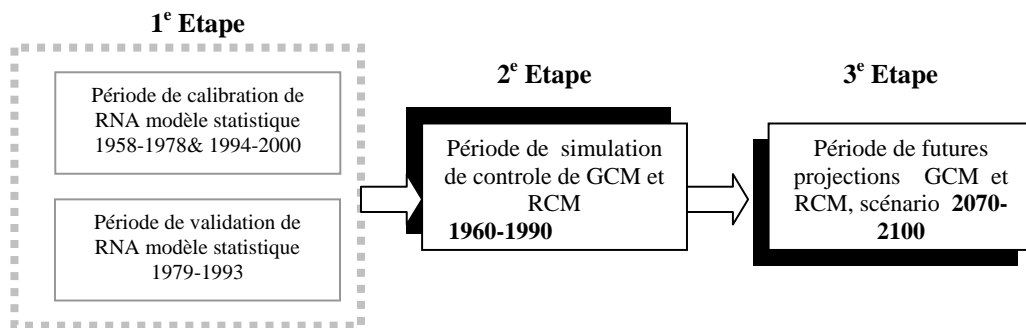 1e Etape
Période de calibration de
RNA modèle statistique
1958-1978& 1994-2000
Période de validation de
RNA modèle statistique
1979-1993
2e Etape
Période de simulation
de controle de GCM et
RCM
1960-1990
3e Etape
Période de futures
projections GCM et
RCM, scénario 2070-
2100